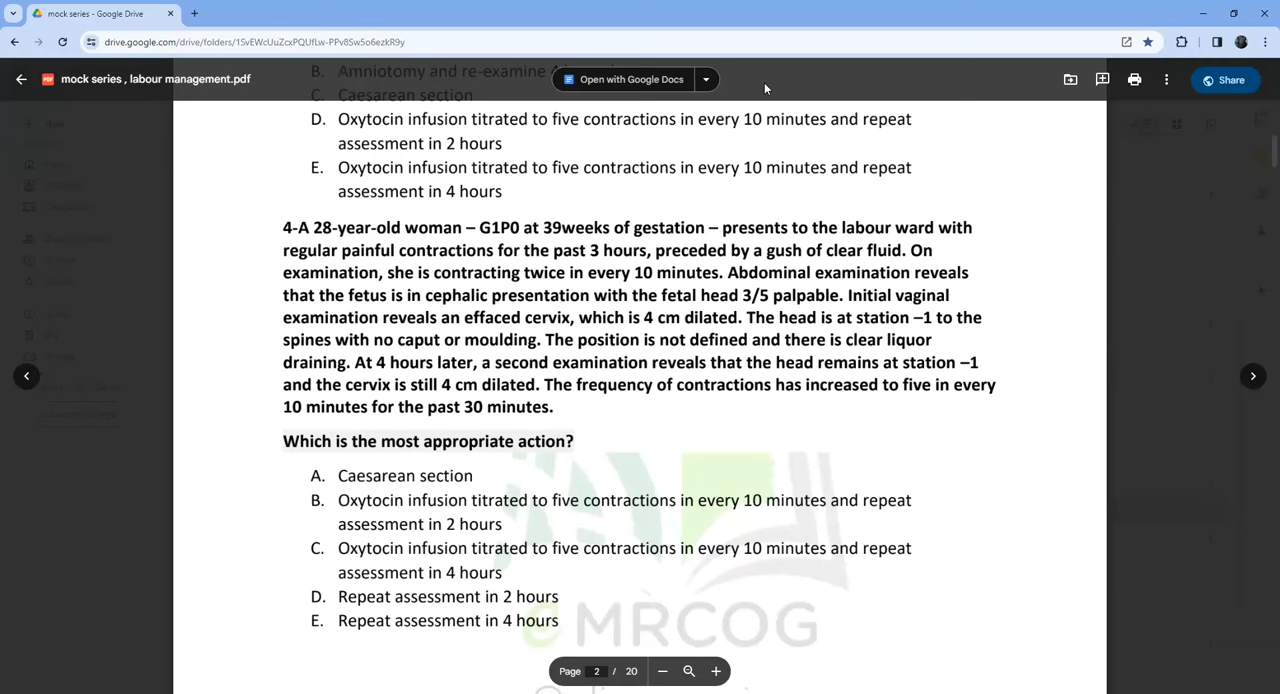 mock series - Google Drive
drive.google.com/drive/folders/1SvEWcUuZcxPQUfLw-PPv8Sw5o6ezkR9y
mock series , labour management.pdf
Open with Google Docs
Share
B. Amniotomy and re-examine
C. Caesarean section
D. Oxytocin infusion titrated to five contractions in every 10 minutes and repeat
assessment in 2 hours
E. Oxytocin infusion titrated to five contractions in every 10 minutes and repeat
assessment in 4 hours
4-A 28-year-old woman – G1P0 at 39weeks of gestation – presents to the labour ward with
regular painful contractions for the past 3 hours, preceded by a gush of clear fluid. On
examination, she is contracting twice in every 10 minutes. Abdominal examination reveals
that the fetus is in cephalic presentation with the fetal head 3/5 palpable. Initial vaginal
examination reveals an effaced cervix, which is 4 cm dilated. The head is at station –1 to the
spines with no caput or moulding. The position is not defined and there is clear liquor
draining. At 4 hours later, a second examination reveals that the head remains at station –1
and the cervix is still 4 cm dilated. The frequency of contractions has increased to five in every
10 minutes for the past 30 minutes.
Which is the most appropriate action?
A. Caesarean section
B. Oxytocin infusion titrated to five contractions in every 10 minutes and repeat
assessment in 2 hours
C. Oxytocin infusion titrated to five contractions in every 10 minutes and repeat
assessment in 4 hours
D. Repeat assessment in 2 hours
E. Repeat assessment in 4 hours
eMRCOG
Page 2 / 20